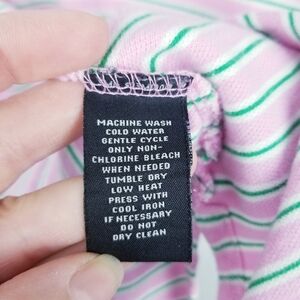 MACHINE WASH
COLD WATER
GENTLE CYCLE
ONLY NON-
CHLORINE BLEACH
WHEN NEEDED
TUMBLE DRY
LOW HEAT
PRESS WITH
COOL IRON
IF NECESSARY
DO NOT
DRY CLEAN